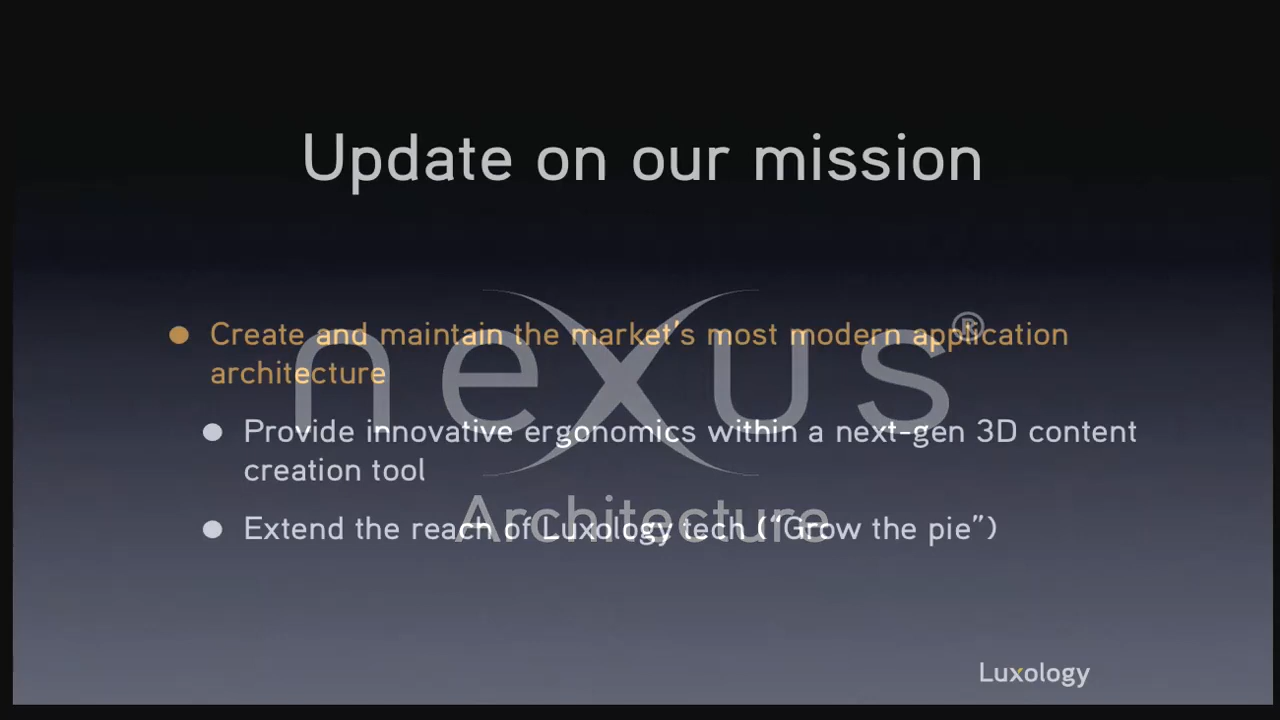 Update on our mission
nexus®
Create and maintain the market's most modern application
architecture
Provide innovative ergonomics within a next-gen 3D content
creation tool
Architecture
Extend the reach of Luxology tech (“Grow the pie”)
Luxology